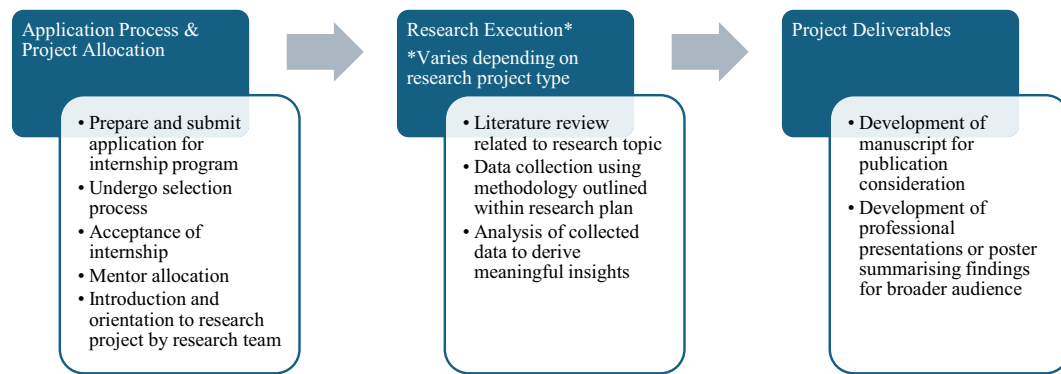 Application Process &
Project Allocation
• Prepare and submit
application for
internship program
• Undergo selection
process
• Acceptance of
internship
• Mentor allocation
• Introduction and
orientation to research
project by research team
Research Execution*
*Varies depending on
research project type
• Literature review
related to research topic
• Data collection using
methodology outlined
within research plan
• Analysis of collected
data to derive
meaningful insights
Project Deliverables
• Development of
manuscript for
publication
consideration
• Development of
professional
presentations or poster
summarising findings
for broader audience